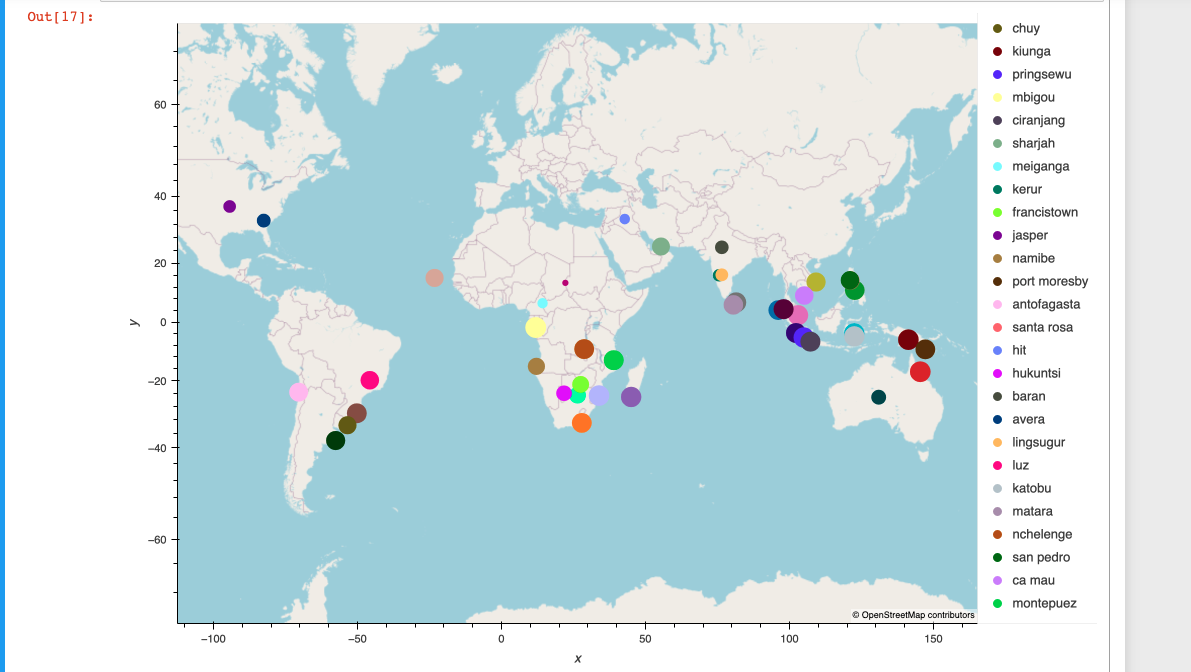 Out[17]:
chuy
kiunga
pringsewu
mbigou
ciranjang
sharjah
meiganga
kerur
francistown
jasper
namibe
port moresby
antofagasta
santa rosa
hit
hukuntsi
baran
avera
lingsugur
luz
katobu
matara
nchelenge
san pedro
ca mau
montepuez
60
40
20
0
−20
−40
−60
y
© OpenStreetMap contributors
−100 −50 0 50 100 150
x